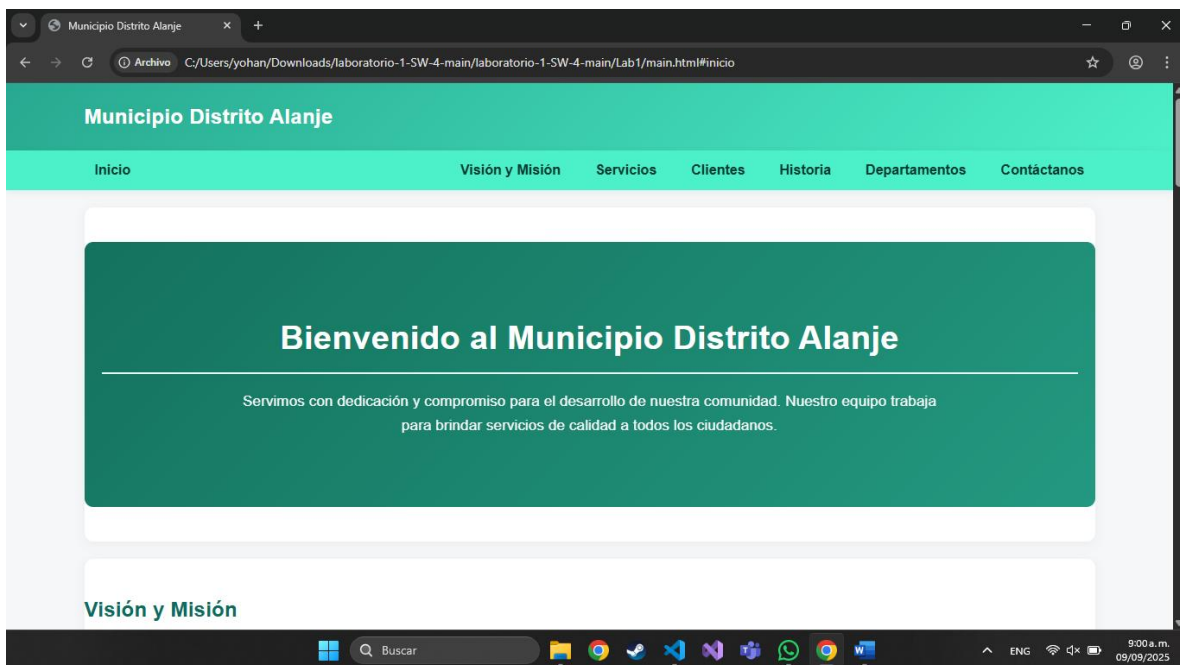 Municipio Distrito Alanje
Archivo C:/Users/yohan/Downloads/laboratorio-1-SW-4-main/laboratorio-1-SW-4-main/Lab1/main.html#inicio
Municipio Distrito Alanje
Inicio Visión y Misión Servicios Clientes Historia Departamentos Contáctanos
Bienvenido al Municipio Distrito Alanje
Servimos con dedicación y compromiso para el desarrollo de nuestra comunidad. Nuestro equipo trabaja
para brindar servicios de calidad a todos los ciudadanos.
Visión y Misión
Buscar ENG 9:00 a.m.
09/09/2025